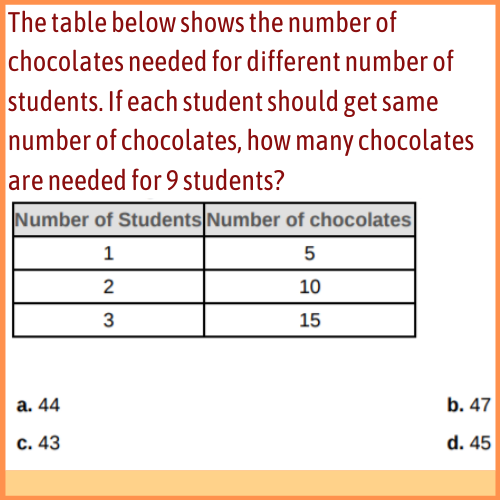 The table below shows the number of
chocolates needed for different number of
students. If each student should get same
number of chocolates, how many chocolates
are needed for 9 students?
Number of Students Number of chocolates
1 5
2 10
3 15
a. 44 b. 47
c. 43 d. 45